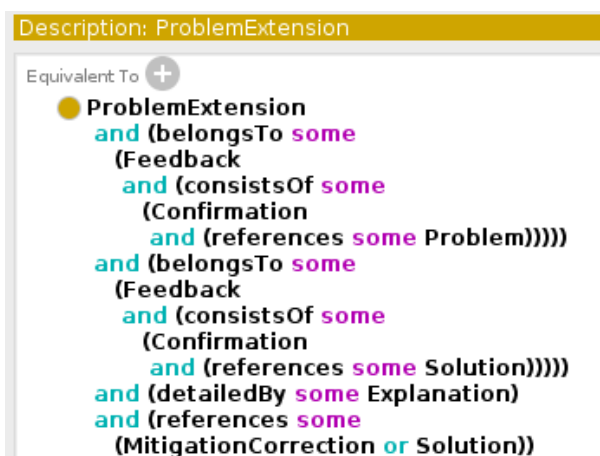 Description: ProblemExtension
Equivalent To +
ProblemExtension
and (belongsTo some
(Feedback
and (consistsOf some
(Confirmation
and (references some Problem)))))
and (belongsTo some
(Feedback
and (consistsOf some
(Confirmation
and (references some Solution)))))
and (detailedBy some Explanation)
and (references some
(MitigationCorrection or Solution))